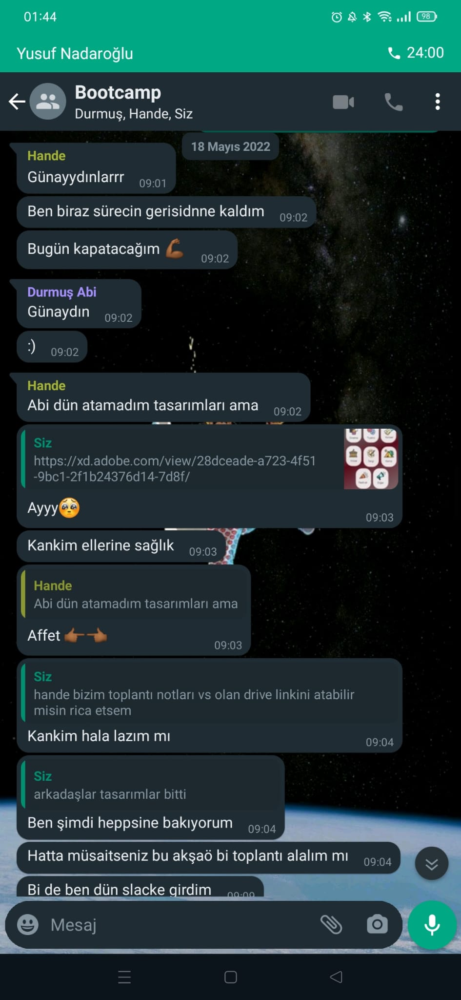 01:44
98
Yusuf Nadaroğlu
24:00
Bootcamp
Durmuş, Hande, Siz
18 Mayıs 2022
Hande
Günayydınlarrr 09:01
Ben biraz sürecin gerisidnne kaldım 09:02
Bugün kapatacağım 💪🏾 09:02
Durmuş Abi
Günaydın 09:02
:) 09:02
Hande
Abi dün atamadım tasarımları ama 09:02
Siz
https://xd.adobe.com/view/28dceade-a723-4f51
-9bc1-2f1b24376d14-7d8f/
Ayyy🥺 09:03
Kankim ellerine sağlık 09:03
Hande
Abi dün atamadım tasarımları ama
Affet 👉🏾👈🏾 09:03
Siz
hande bizim toplantı notları vs olan drive linkini atabilir
misin rica etsem
Kankim hala lazım mı 09:04
Siz
arkadaşlar tasarımlar bitti
Ben şimdi heppsine bakıyorum 09:04
Hatta müsaitseniz bu akşaö bi toplantı alalım mı 09:04
Bi de ben dün slacke girdim 09:09
Mesaj